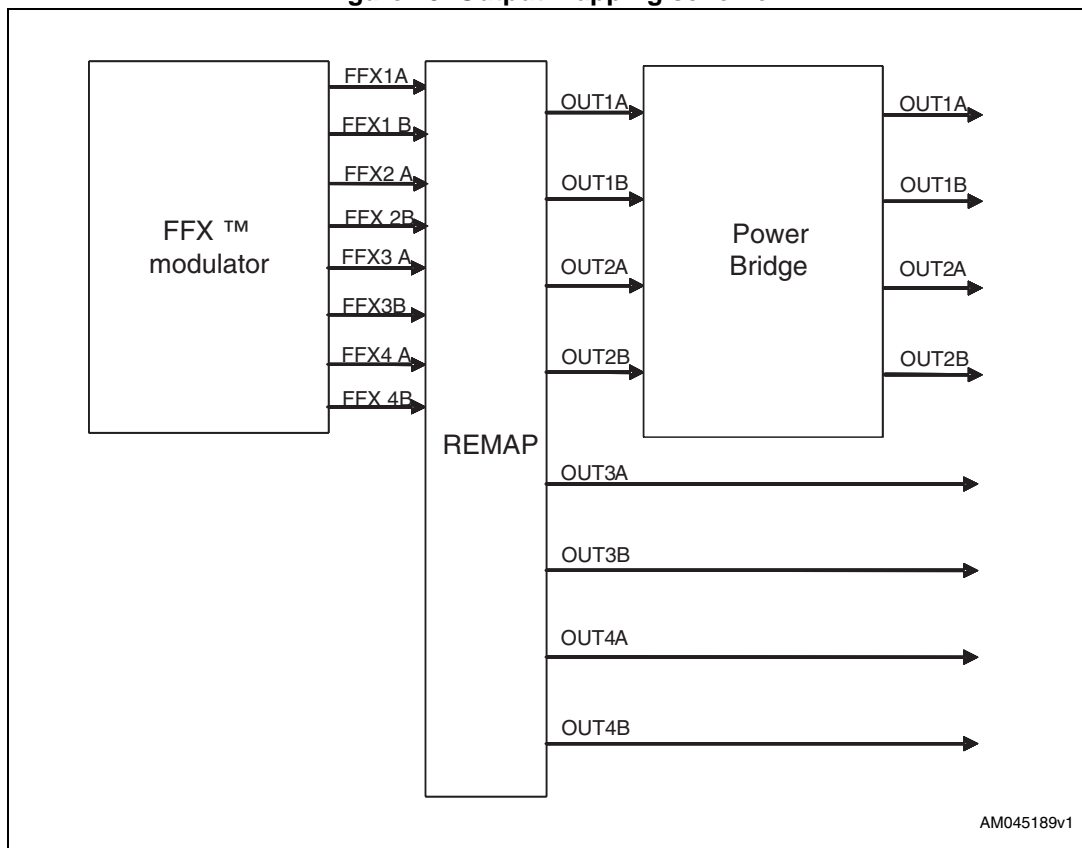 FFX ™
modulator
FFX1A
FFX1 B
FFX2 A
FFX 2B
FFX3 A
FFX3B
FFX4 A
FFX 4B
REMAP
OUT1A
OUT1B
OUT2A
OUT2B
OUT3A
OUT3B
OUT4A
OUT4B
Power
Bridge
OUT1A
OUT1B
OUT2A
OUT2B
AM045189v1